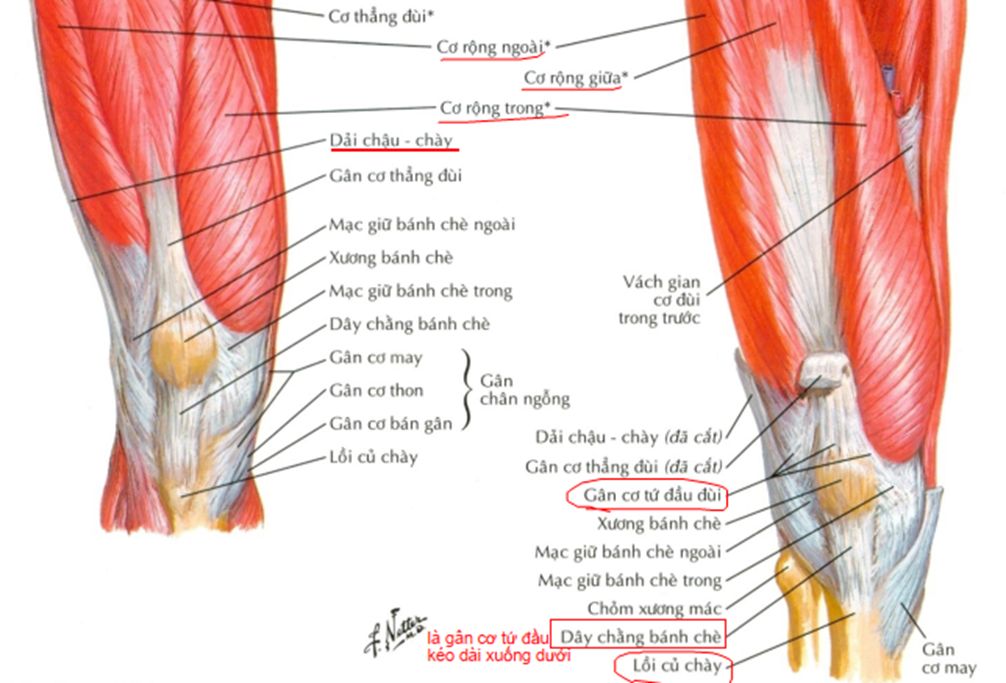 Cơ thẳng đùi*
Cơ rộng ngoài*
Cơ rộng giữa*
Cơ rộng trong*
Dải chậu - chày
Gân cơ thẳng đùi
Mạc giữ bánh chè ngoài
Xương bánh chè
Mạc giữ bánh chè trong
Dây chằng bánh chè
Gân cơ may
Gân cơ thon
Gân cơ bán gân
Gân
chân ngỗng
Lồi củ chày
Vách gian
cơ đùi
trong trước
Dải chậu - chày (đã cắt)
Gân cơ thẳng đùi (đã cắt)
Gân cơ tứ đầu đùi
Xương bánh chè
Mạc giữ bánh chè ngoài
Mạc giữ bánh chè trong
Chỏm xương mác
Dây chằng bánh chè
Lồi củ chày
Gân
cơ may
F. Netter
M.D.
là gân cơ tứ đầu
kéo dài xuống dưới